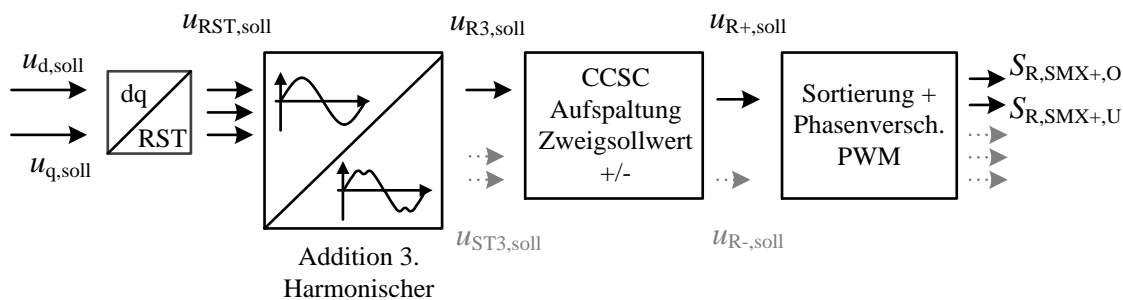 u_RST,soll
u_R3,soll
u_R+,soll
u_d,soll
u_q,soll
dq
RST
CCSC
Aufspaltung
Zweigsollwert
+/-
Sortierung +
Phasenversch.
PWM
S_R,SMX+,O
S_R,SMX+,U
u_ST3,soll
u_R-,soll
Addition 3.
Harmonischer